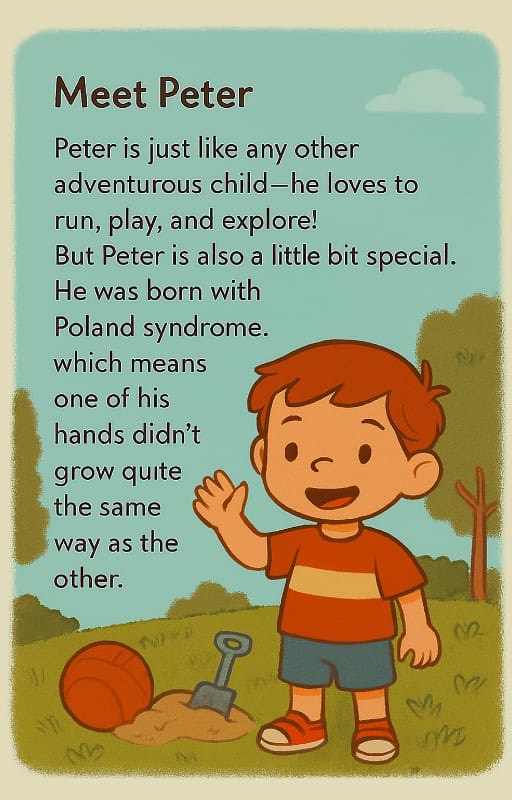 Meet Peter
Peter is just like any other
adventurous child—he loves to
run, play, and explore!
But Peter is also a little bit special.
He was born with
Poland syndrome.
which means
one of his
hands didn't
grow quite
the same
way as the
other.